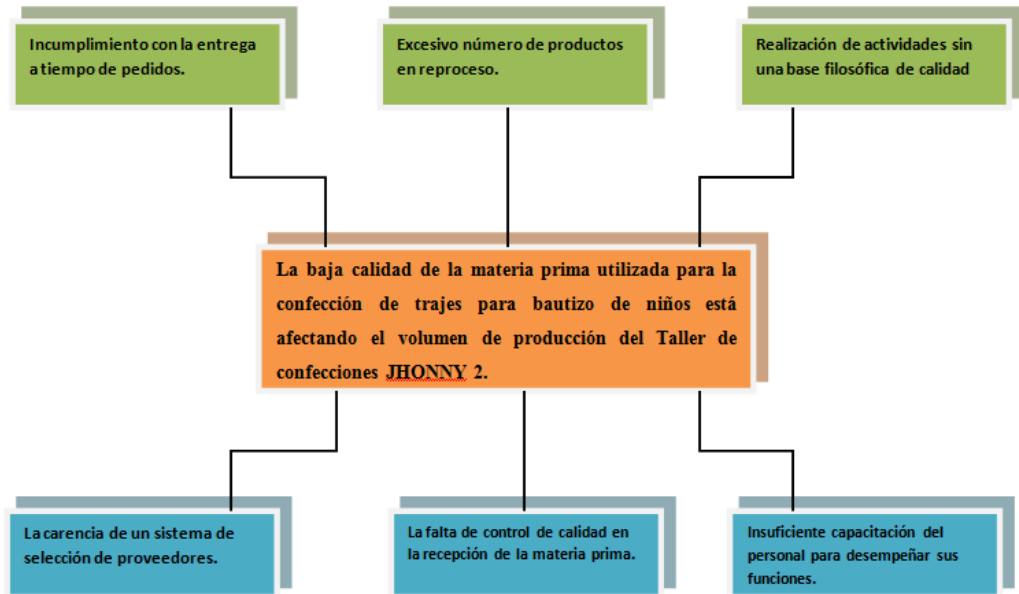 Incumplimiento con la entrega
a tiempo de pedidos.
Excesivo número de productos
en reproceso.
Realización de actividades sin
una base filosófica de calidad
La baja calidad de la materia prima utilizada para la
confección de trajes para bautizo de niños está
afectando el volumen de producción del Taller de
confecciones JHONNY 2.
La carencia de un sistema de
selección de proveedores.
La falta de control de calidad en
la recepción de la materia prima.
Insuficiente capacitación del
personal para desempeñar sus
funciones.